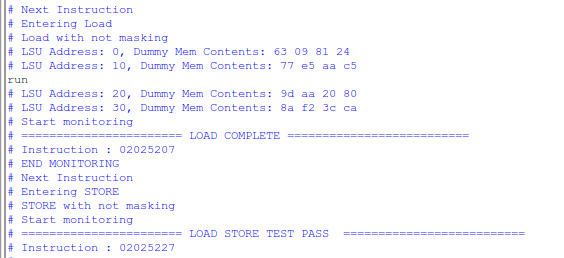 # Next Instruction
# Entering Load
# Load with not masking
# LSU Address: 0, Dummy Mem Contents: 63 09 81 24
# LSU Address: 10, Dummy Mem Contents: 77 e5 aa c5
run
# LSU Address: 20, Dummy Mem Contents: 9d aa 20 80
# LSU Address: 30, Dummy Mem Contents: 8a f2 3c ca
# Start monitoring
# ======================= LOAD COMPLETE ==========================
# Instruction : 02025207
# END MONITORING
# Next Instruction
# Entering STORE
# STORE with not masking
# Start monitoring
# ======================= LOAD STORE TEST PASS  ==========================
# Instruction : 02025227